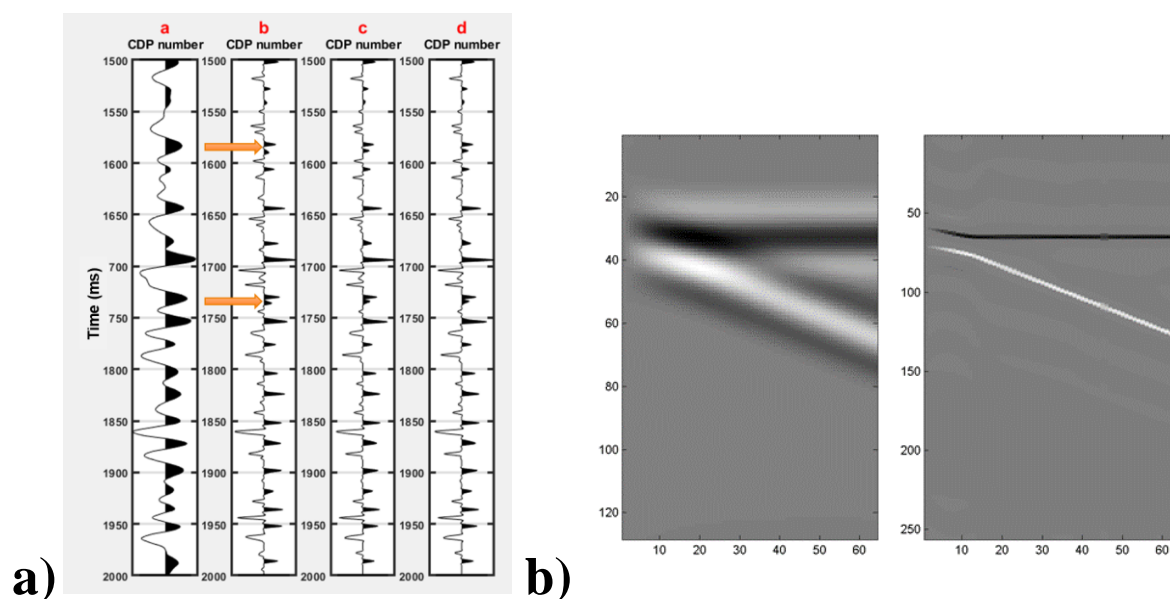 a b c d
CDP number CDP number CDP number CDP number
1500 1500 1500 1500
1550 1550 1550 1550
1600 1600 1600 1600
1650 1650 1650 1650
1700 1700 1700 1700
1750 1750 1750 1750
1800 1800 1800 1800
1850 1850 1850 1850
1900 1900 1900 1900
1950 1950 1950 1950
2000 2000 2000 2000
Time (ms)
a)
20
40
60
80
100
120
10 20 30 40 50 60
50
100
150
200
250
10 20 30 40 50 60
b)